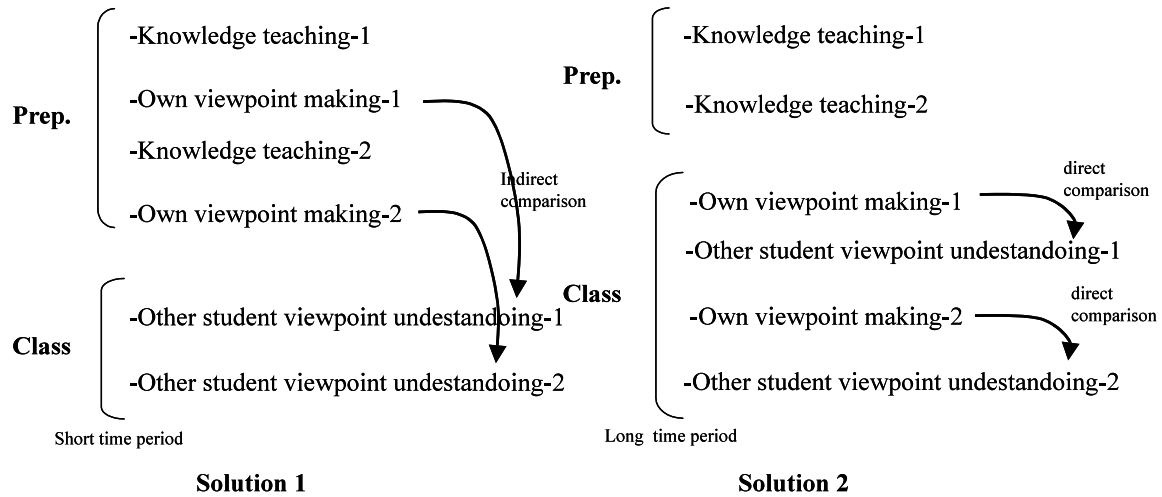 Prep.
-Knowledge teaching-1
-Own viewpoint making-1
-Knowledge teaching-2
-Own viewpoint making-2
Indirect
comparison
Class
-Other student viewpoint undestandoing-1
-Other student viewpoint undestandoing-2
Short time period
Solution 1
Prep.
-Knowledge teaching-1
-Knowledge teaching-2
Class
-Own viewpoint making-1
direct
comparison
-Other student viewpoint undestandoing-1
-Own viewpoint making-2
direct
comparison
-Other student viewpoint undestandoing-2
Long time period
Solution 2